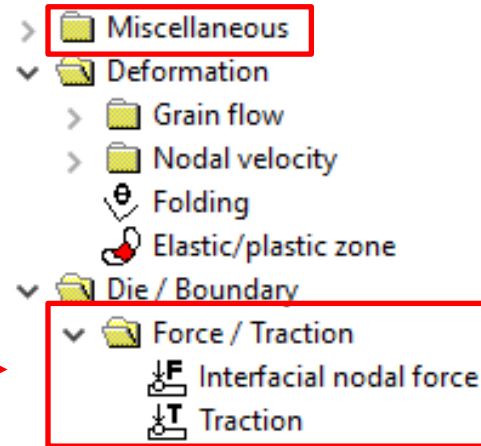 Miscellaneous
Deformation
Grain flow
Nodal velocity
θ Folding
Elastic/plastic zone
Die / Boundary
Force / Traction
F Interfacial nodal force
T Traction